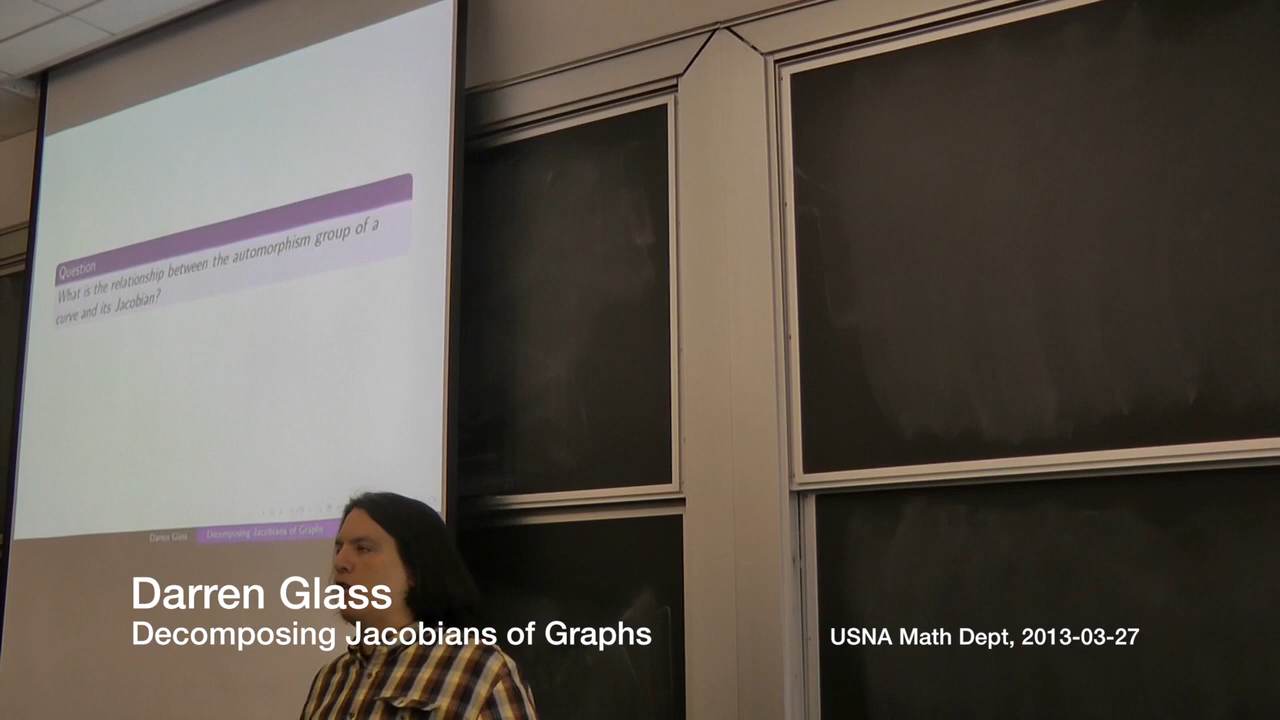 Question
What is the relationship between the automorphism group of a
curve and its Jacobian?
Darren Glass
Decomposing Jacobians of Graphs
Darren Glass
Decomposing Jacobians of Graphs
USNA Math Dept, 2013-03-27